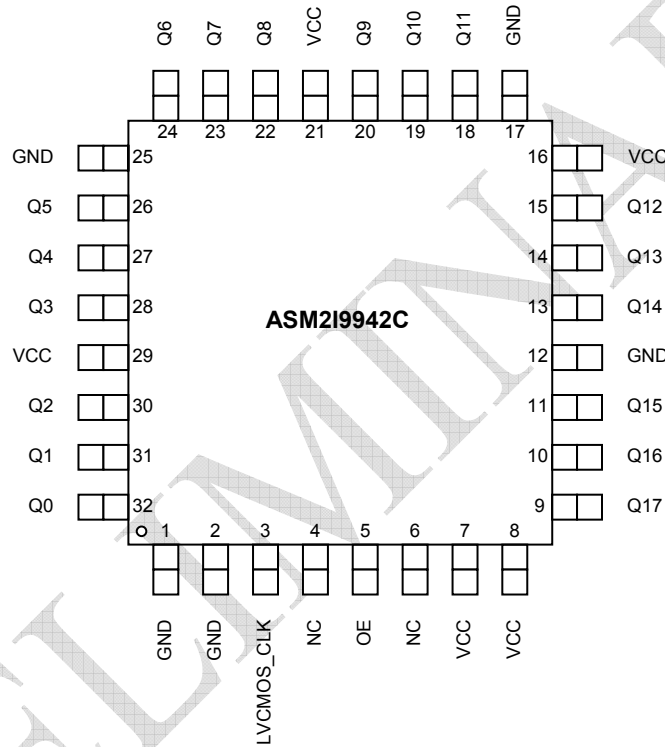 Q6 Q7 Q8 VCC Q9 Q10 Q11 GND
24 23 22 21 20 19 18 17
GND 25 16 VCC
Q5 26 15 Q12
Q4 27 14 Q13
Q3 28 13 Q14
ASM2I9942C
VCC 29 12 GND
Q2 30 11 Q15
Q1 31 10 Q16
Q0 32 9 Q17
1 2 3 4 5 6 7 8
GND GND LVCMOS_CLK NC OE NC VCC VCC